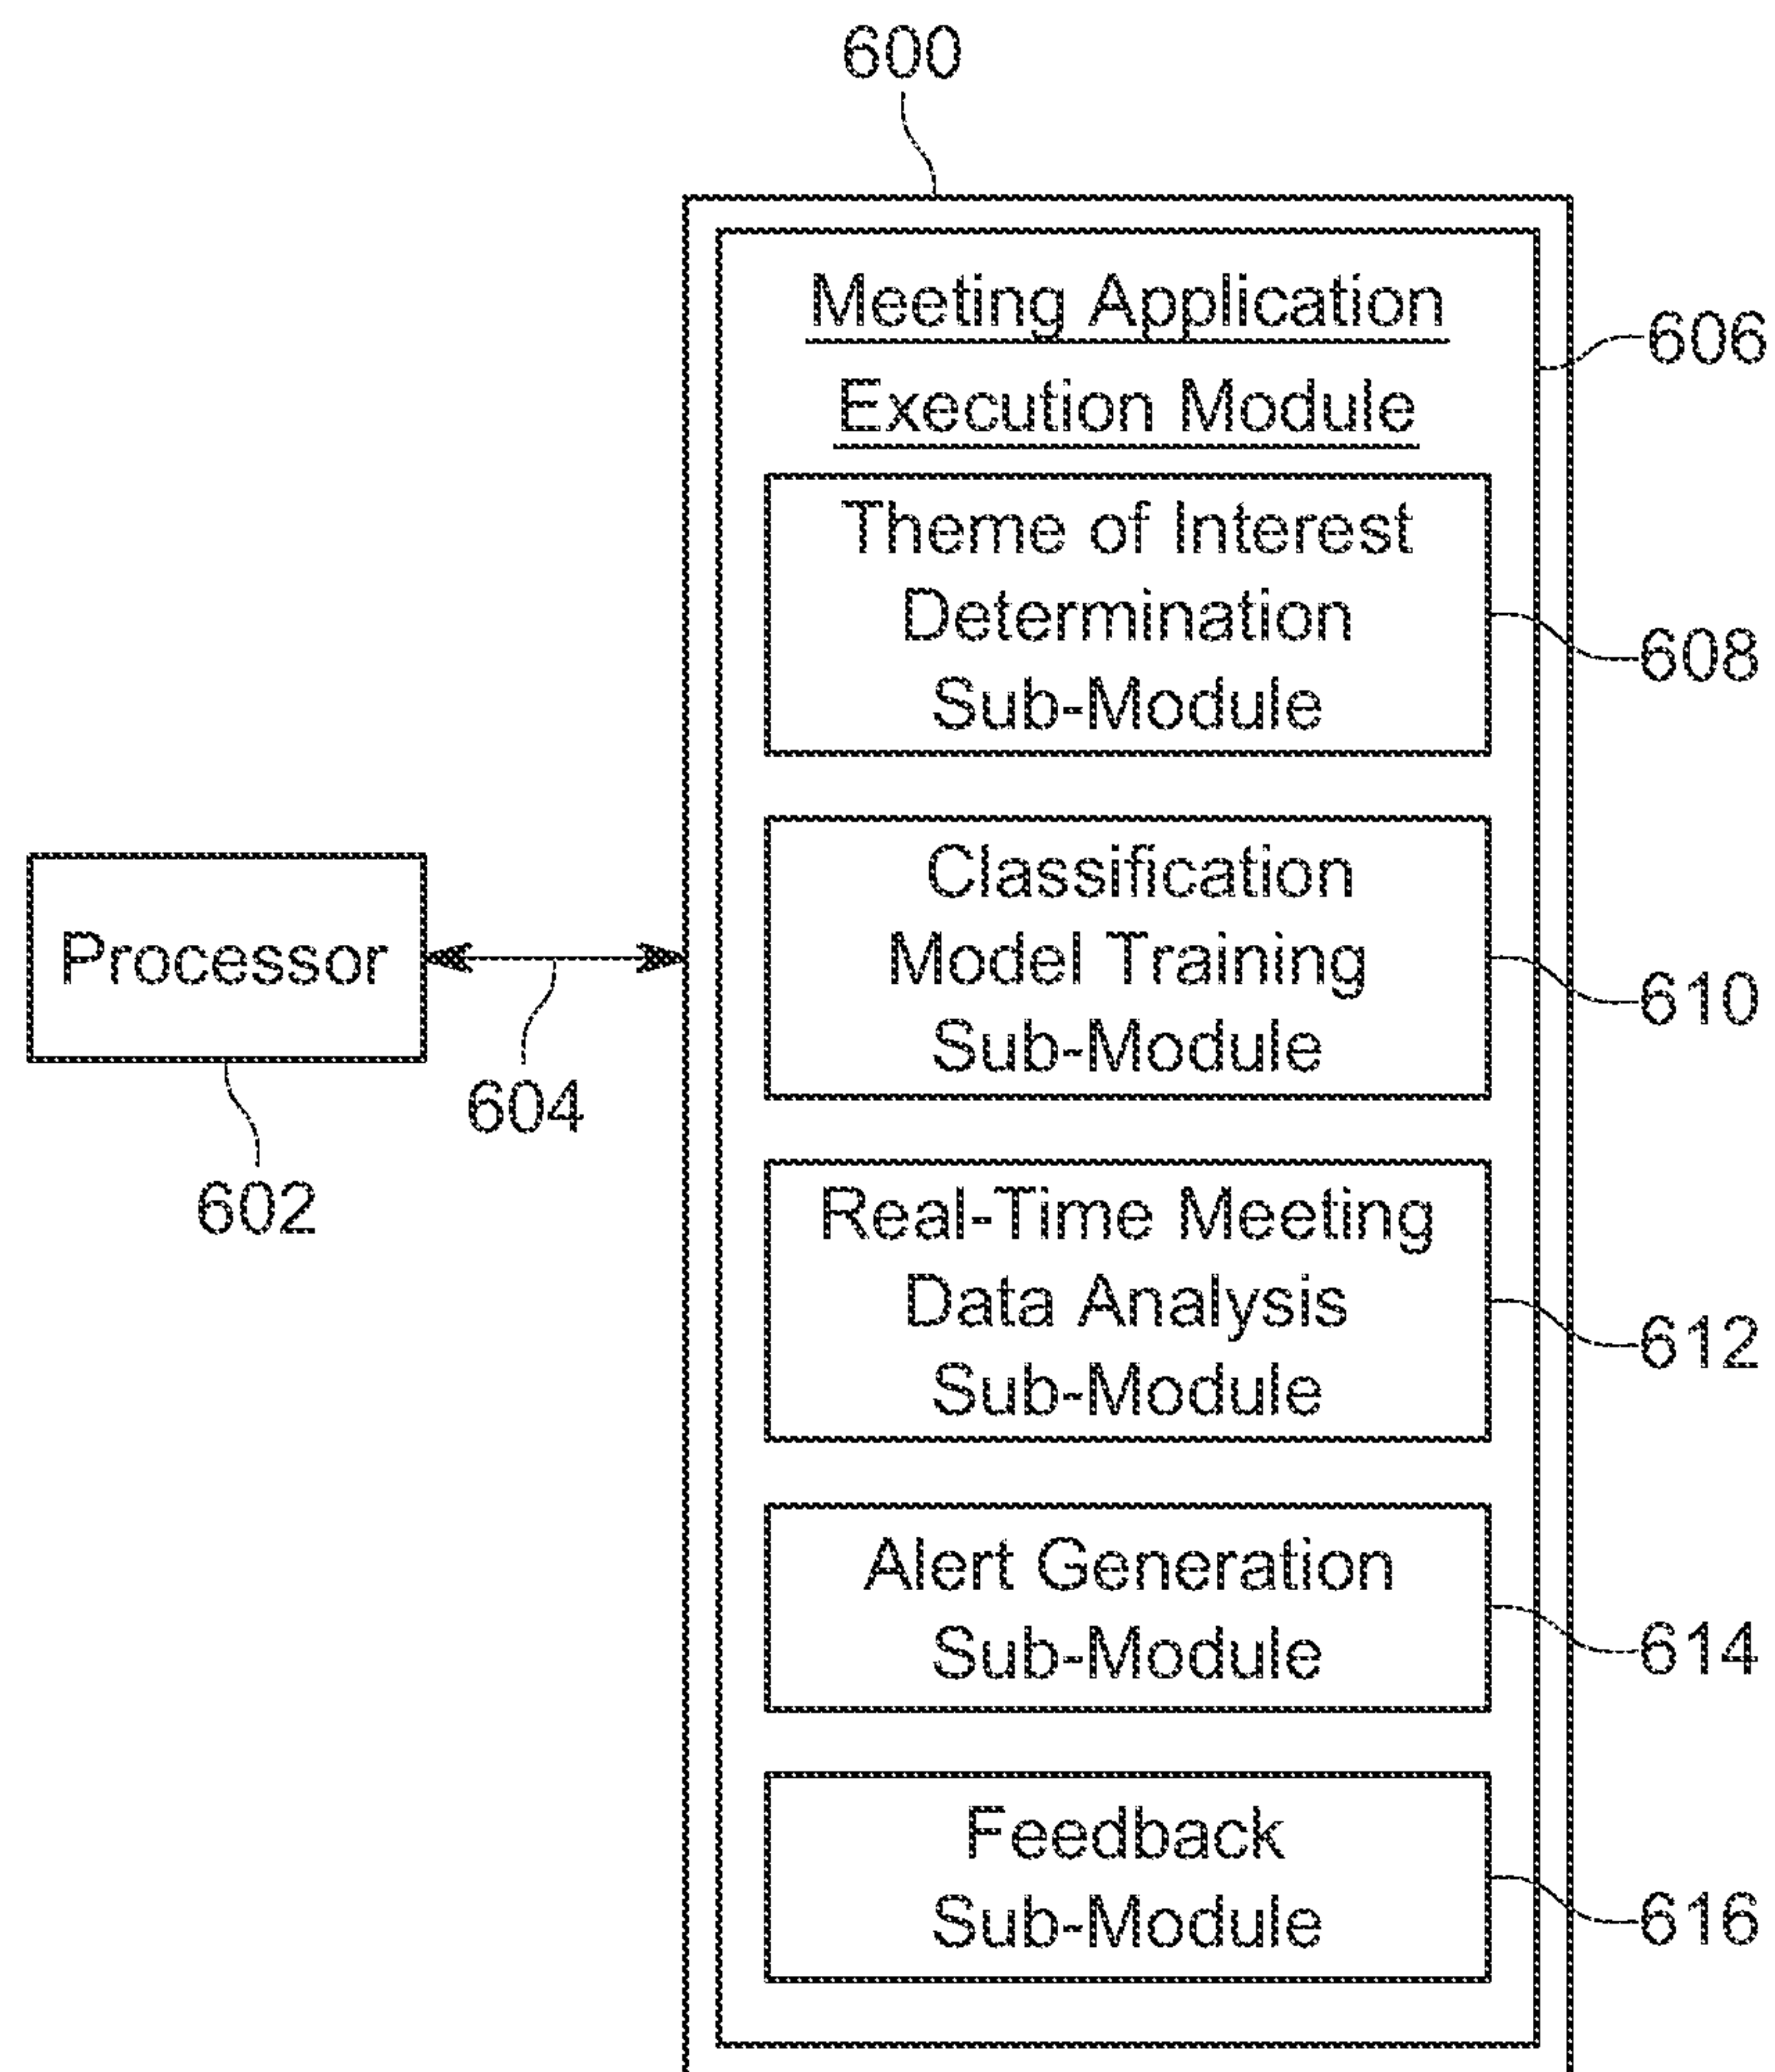 600
Meeting Application
Execution Module
606
Theme of Interest
Determination
Sub-Module
608
Classification
Model Training
Sub-Module
610
Processor
604
602
Real-Time Meeting
Data Analysis
Sub-Module
612
Alert Generation
Sub-Module
614
Feedback
Sub-Module
616